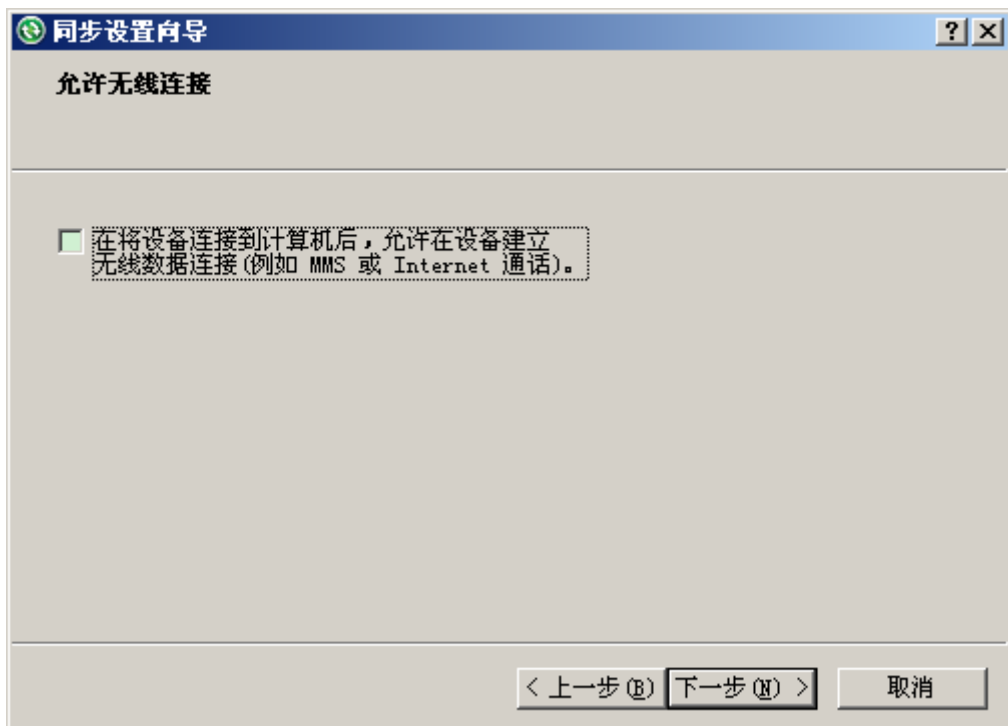 同步设置向导
允许无线连接
在将设备连接到计算机后，允许在设备建立
无线数据连接(例如 MMS 或 Internet 通话)。
< 上一步(B) 下一步(N) > 取消